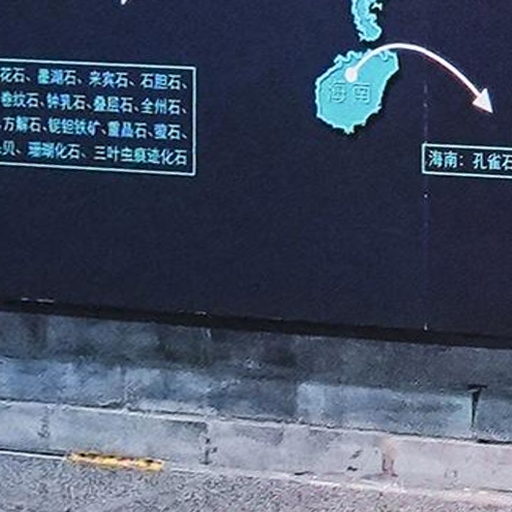 花石、墨湖石、来宾石、石胆石、
卷纹石、钟乳石、叠层石、全州石、
方解石、铌钽铁矿、重晶石、萤石、
贝、珊瑚化石、三叶虫痕迹化石
海南
海南：孔雀石